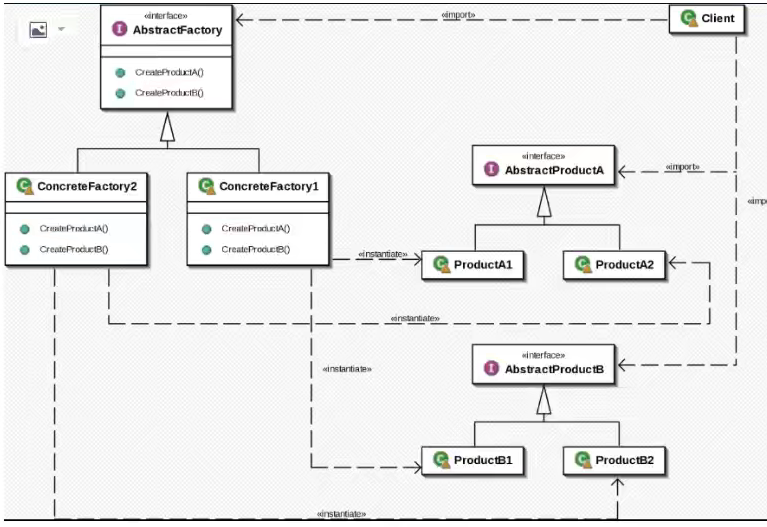 «interface»
AbstractFactory
CreateProductA()
CreateProductB()
«import»
Client
ConcreteFactory2
CreateProductA()
CreateProductB()
ConcreteFactory1
CreateProductA()
CreateProductB()
«interface»
AbstractProductA
«import»
«imp
«instantiate»
ProductA1
ProductA2
«instantiate»
«interface»
AbstractProductB
«instantiate»
ProductB1
ProductB2
«instantiate»